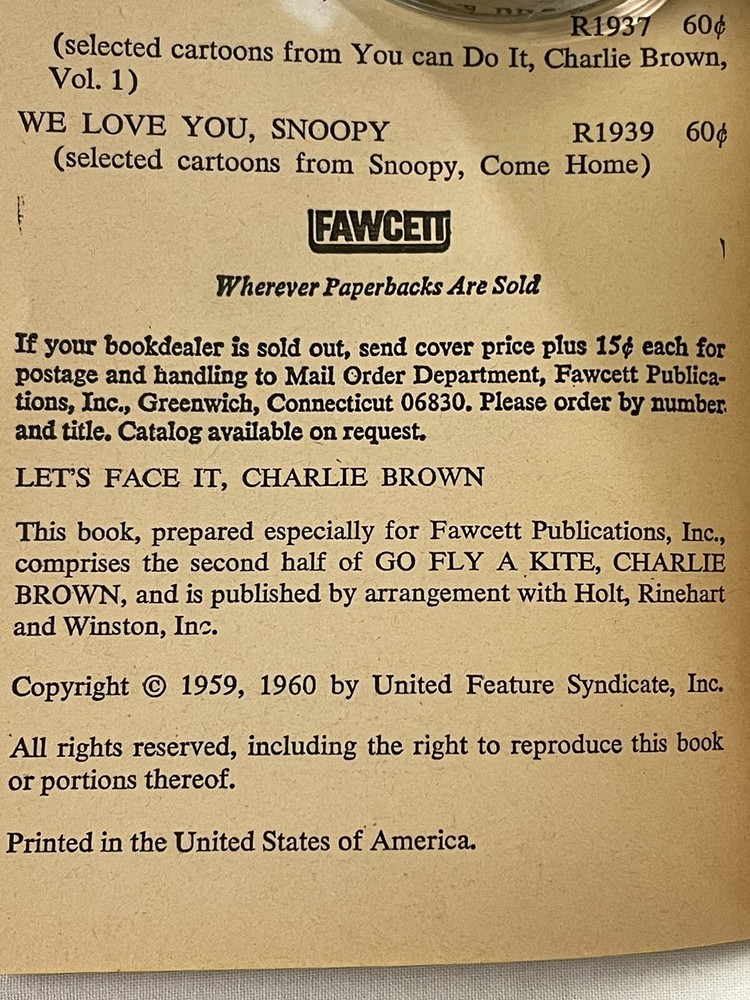 R1937 60¢
(selected cartoons from You can Do It, Charlie Brown,
Vol. 1)
WE LOVE YOU, SNOOPY R1939 60¢
(selected cartoons from Snoopy, Come Home)
FAWCETT
Wherever Paperbacks Are Sold
If your bookdealer is sold out, send cover price plus 15¢ each for
postage and handling to Mail Order Department, Fawcett Publica-
tions, Inc., Greenwich, Connecticut 06830. Please order by number
and title. Catalog available on request.
LET'S FACE IT, CHARLIE BROWN
This book, prepared especially for Fawcett Publications, Inc.,
comprises the second half of GO FLY A KITE, CHARLIE
BROWN, and is published by arrangement with Holt, Rinehart
and Winston, Inc.
Copyright © 1959, 1960 by United Feature Syndicate, Inc.
All rights reserved, including the right to reproduce this book
or portions thereof.
Printed in the United States of America.